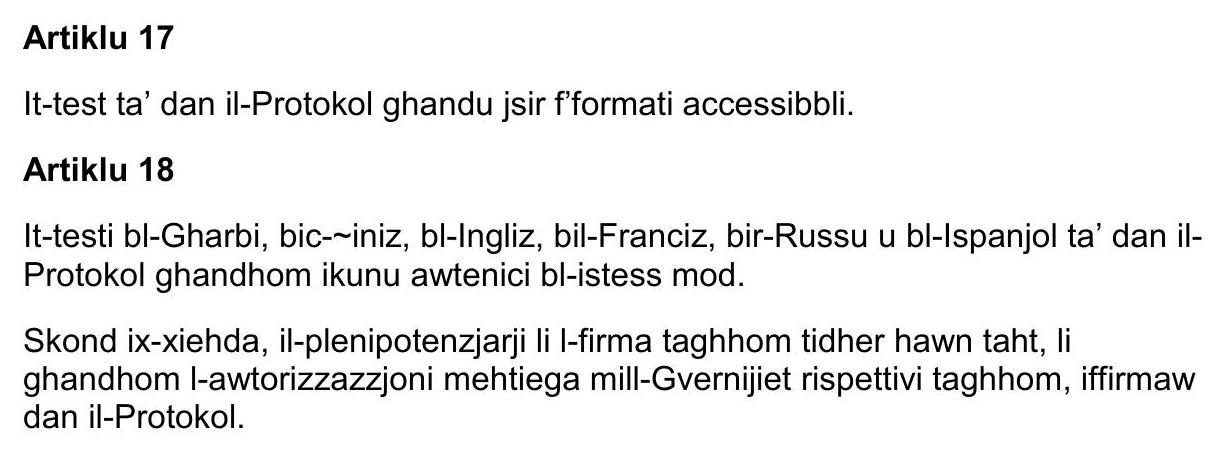 Artiklu 17
It-test ta’ dan il-Protokol ghandu jsir f’formati accessibbli.
Artiklu 18
It-testi bl-Gharbi, bic-~iniz, bl-Ingliz, bil-Franciz, bir-Russu u bl-Ispanjol ta’ dan il-
Protokol ghandhom ikunu awtenici bl-istess mod.
Skond ix-xiehda, il-plenipotenzjarji li l-firma taghhom tidher hawn taht, li
ghandhom l-awtorizzazzjoni mehtiega mill-Gvernijiet rispettivi taghhom, iffirmaw
dan il-Protokol.